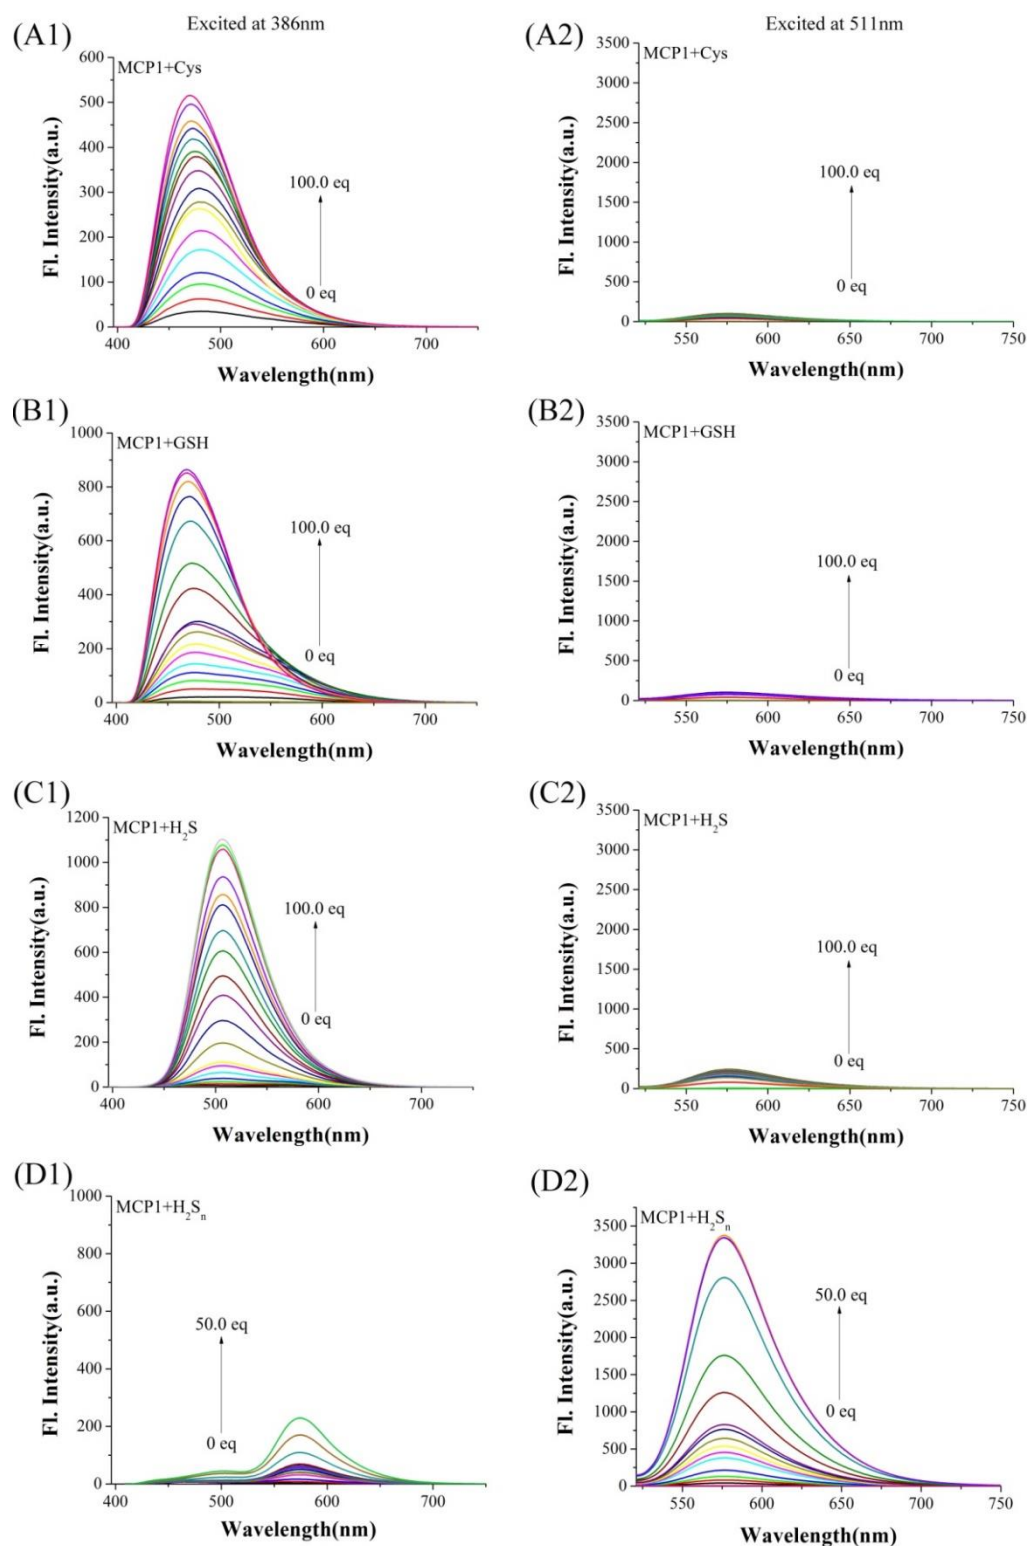 Excited at 386nm
Excited at 511nm
(A1)
MCP1+Cys
600
500
400
300
200
100
0
100.0 eq
0 eq
Fl. Intensity(a.u.)
400 500 600 700
Wavelength(nm)
(A2)
MCP1+Cys
3500
3000
2500
2000
1500
1000
500
0
100.0 eq
0 eq
Fl. Intensity(a.u.)
550 600 650 700 750
Wavelength(nm)
(B1)
MCP1+GSH
1000
800
600
400
200
0
100.0 eq
0 eq
Fl. Intensity(a.u.)
400 500 600 700
Wavelength(nm)
(B2)
MCP1+GSH
3500
3000
2500
2000
1500
1000
500
0
100.0 eq
0 eq
Fl. Intensity(a.u.)
550 600 650 700 750
Wavelength(nm)
(C1)
MCP1+H₂S
1200
1000
800
600
400
200
0
100.0 eq
0 eq
Fl. Intensity(a.u.)
400 500 600 700
Wavelength(nm)
(C2)
MCP1+H₂S
3500
3000
2500
2000
1500
1000
500
0
100.0 eq
0 eq
Fl. Intensity(a.u.)
550 600 650 700 750
Wavelength(nm)
(D1)
MCP1+H₂Sₙ
1000
800
600
400
200
0
50.0 eq
0 eq
Fl. Intensity(a.u.)
400 500 600 700
Wavelength(nm)
(D2)
MCP1+H₂Sₙ
3500
3000
2500
2000
1500
1000
500
0
50.0 eq
0 eq
Fl. Intensity(a.u.)
550 600 650 700 750
Wavelength(nm)